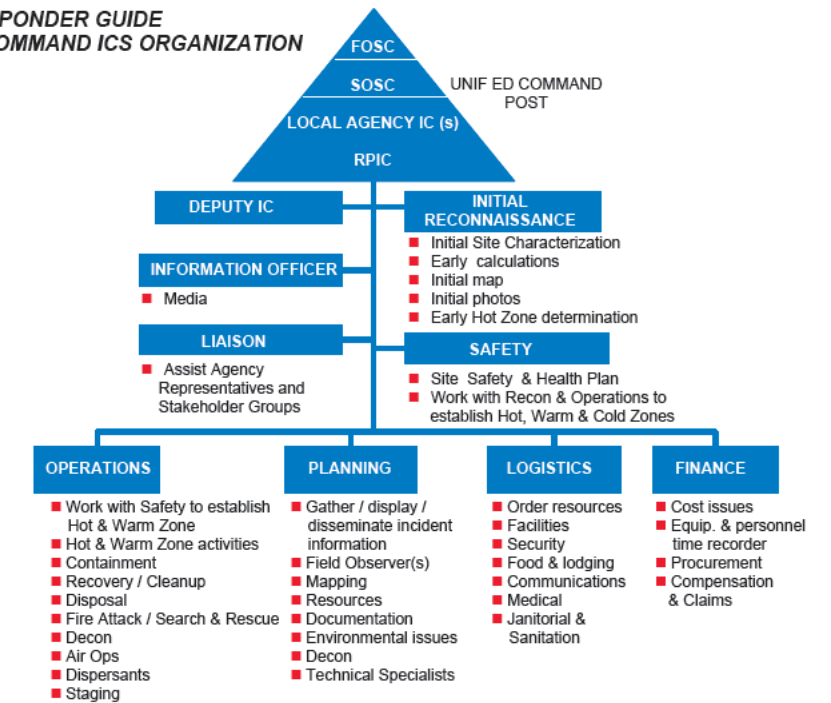 PONDER GUIDE
OMMAND ICS ORGANIZATION
FOSC
SOSC
LOCAL AGENCY IC (s)
RPIC
UNIF ED COMMAND
POST
DEPUTY IC
INITIAL
RECONNAISSANCE
Initial Site Characterization
Early calculations
Initial map
Initial photos
Early Hot Zone determination
INFORMATION OFFICER
Media
LIAISON
Assist Agency
Representatives and
Stakeholder Groups
SAFETY
Site Safety & Health Plan
Work with Recon & Operations to
establish Hot, Warm & Cold Zones
OPERATIONS
Work with Safety to establish
Hot & Warm Zone
Hot & Warm Zone activities
Containment
Recovery / Cleanup
Disposal
Fire Attack / Search & Rescue
Decon
Air Ops
Dispersants
Staging
PLANNING
Gather / display /
disseminate incident
information
Field Observer(s)
Mapping
Resources
Documentation
Environmental issues
Decon
Technical Specialists
LOGISTICS
Order resources
Facilities
Security
Food & lodging
Communications
Medical
Janitorial &
Sanitation
FINANCE
Cost issues
Equip. & personnel
time recorder
Procurement
Compensation
& Claims